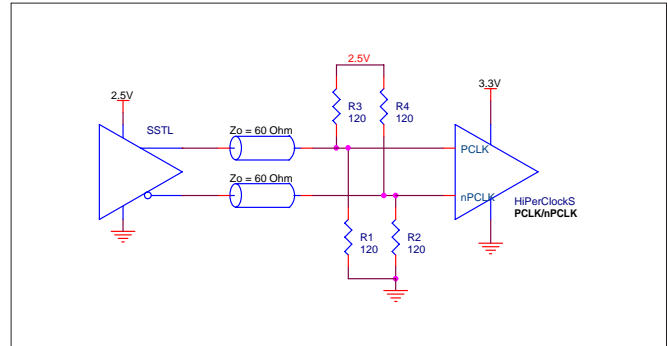 2.5V
3.3V
2.5V
SSTL
R3
120
R4
120
Zo = 60 Ohm
PCLK
Zo = 60 Ohm
nPCLK
HiPerClockS
PCLK/nPCLK
R1
120
R2
120